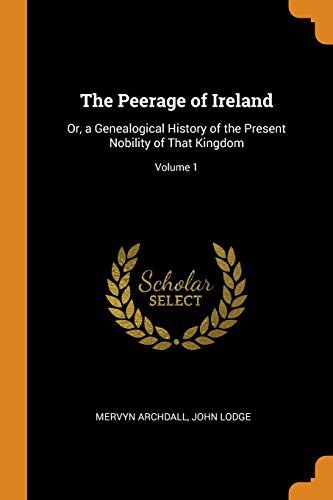 The Peerage of Ireland
Or, a Genealogical History of the Present
Nobility of That Kingdom
Volume 1
SCHOLAR
SELECT
MERVYN ARCHDALL, JOHN LODGE